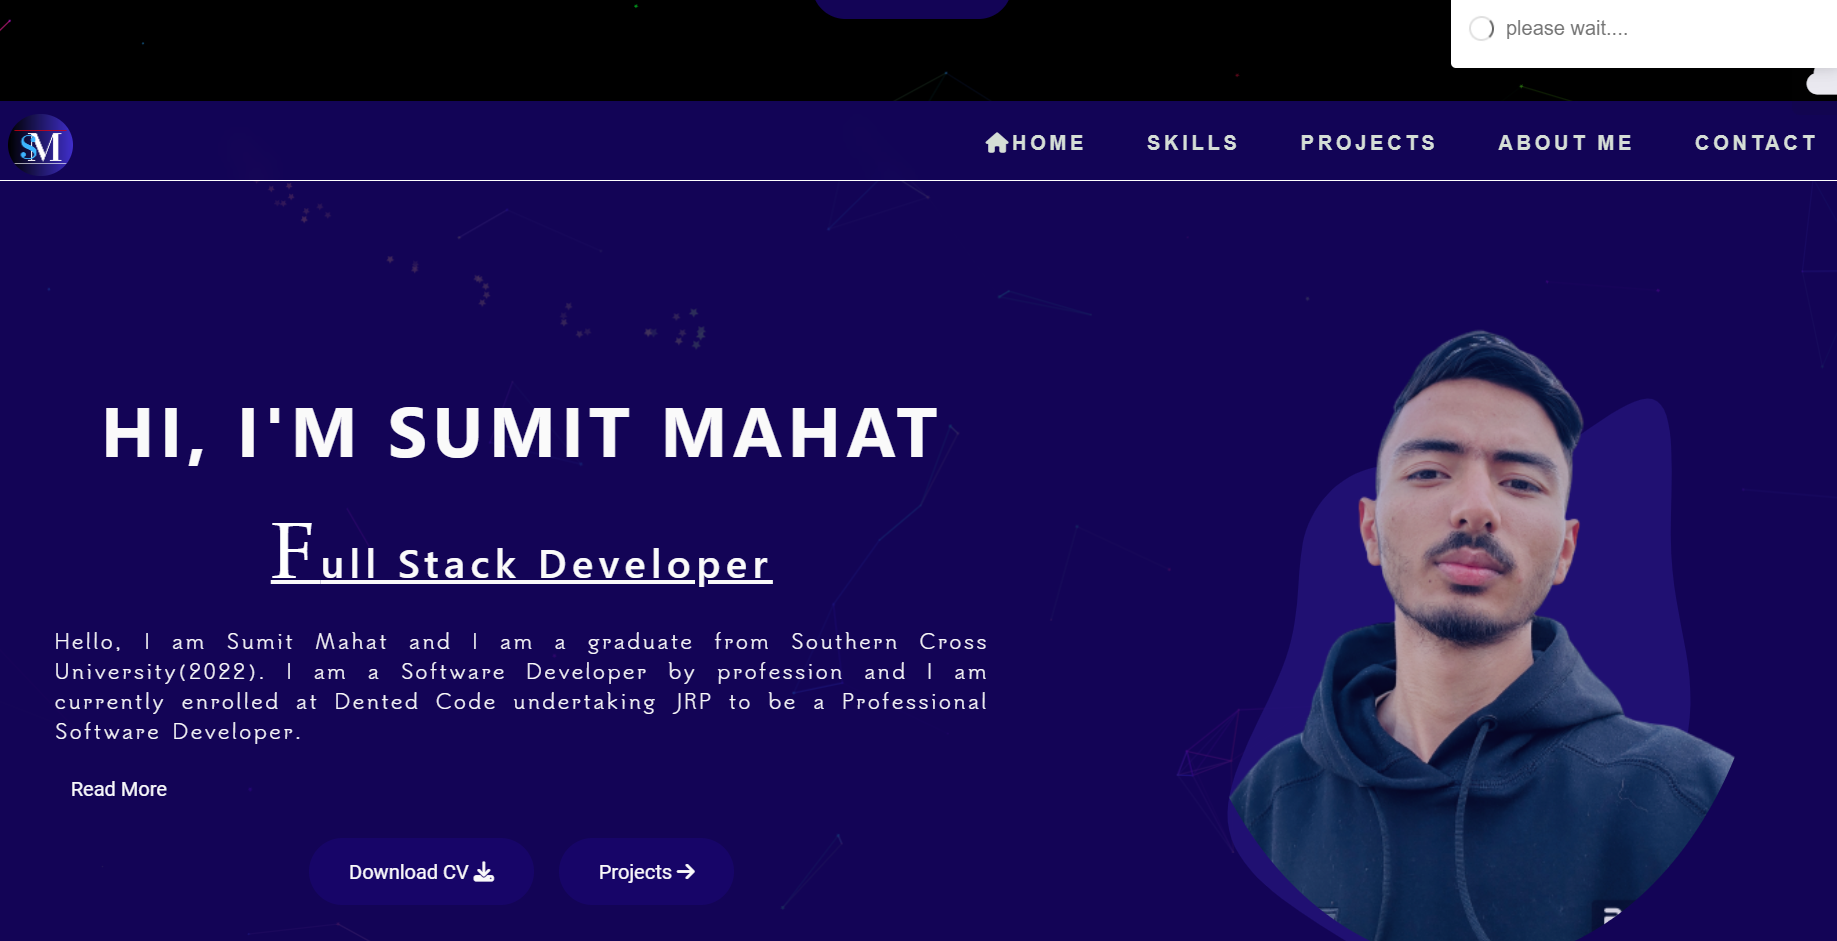 please wait....
SM
HOME SKILLS PROJECTS ABOUT ME CONTACT
HI, I'M SUMIT MAHAT
Full Stack Developer
Hello, I am Sumit Mahat and I am a graduate from Southern Cross
University(2022). I am a Software Developer by profession and I am
currently enrolled at Dented Code undertaking JRP to be a Professional
Software Developer.
Read More
Download CV Projects